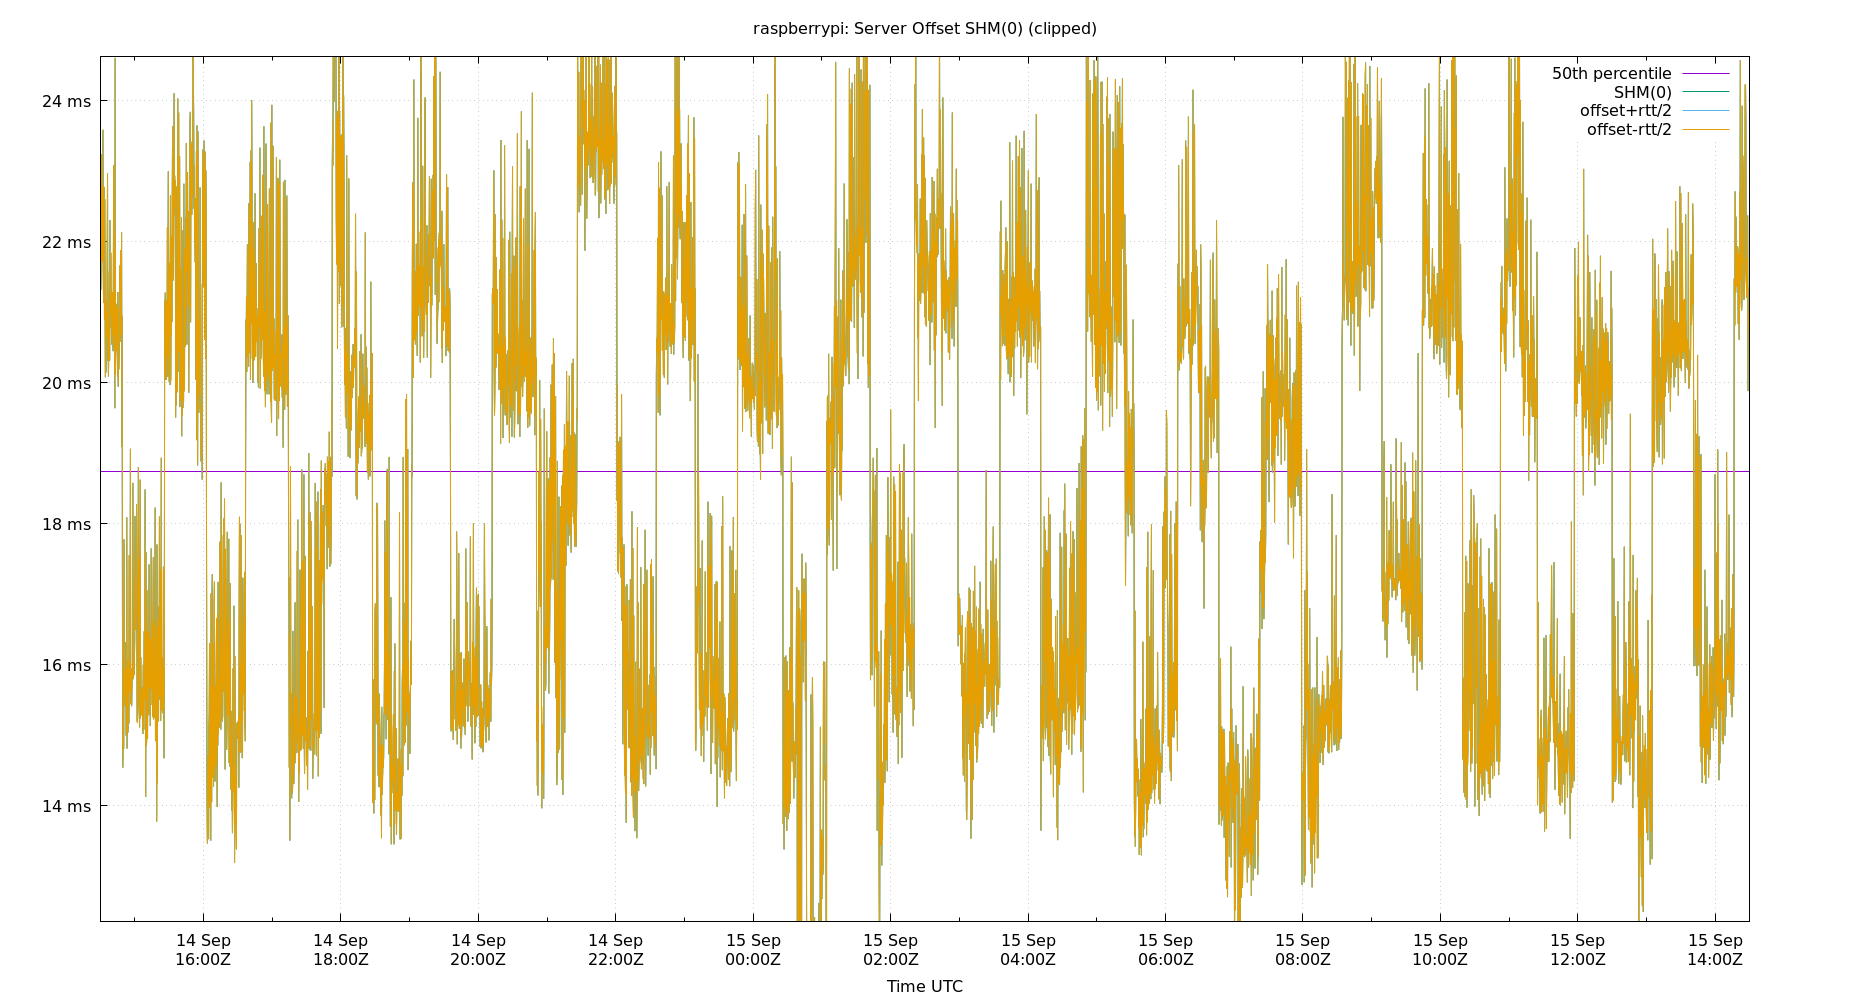 raspberrypi: Server Offset SHM(0) (clipped)
50th percentile
SHM(0)
offset+rtt/2
offset-rtt/2
24 ms
22 ms
20 ms
18 ms
16 ms
14 ms
14 Sep 14 Sep 14 Sep 14 Sep 15 Sep 15 Sep 15 Sep 15 Sep 15 Sep 15 Sep 15 Sep 15 Sep
16:00Z 18:00Z 20:00Z 22:00Z 00:00Z 02:00Z 04:00Z 06:00Z 08:00Z 10:00Z 12:00Z 14:00Z
Time UTC